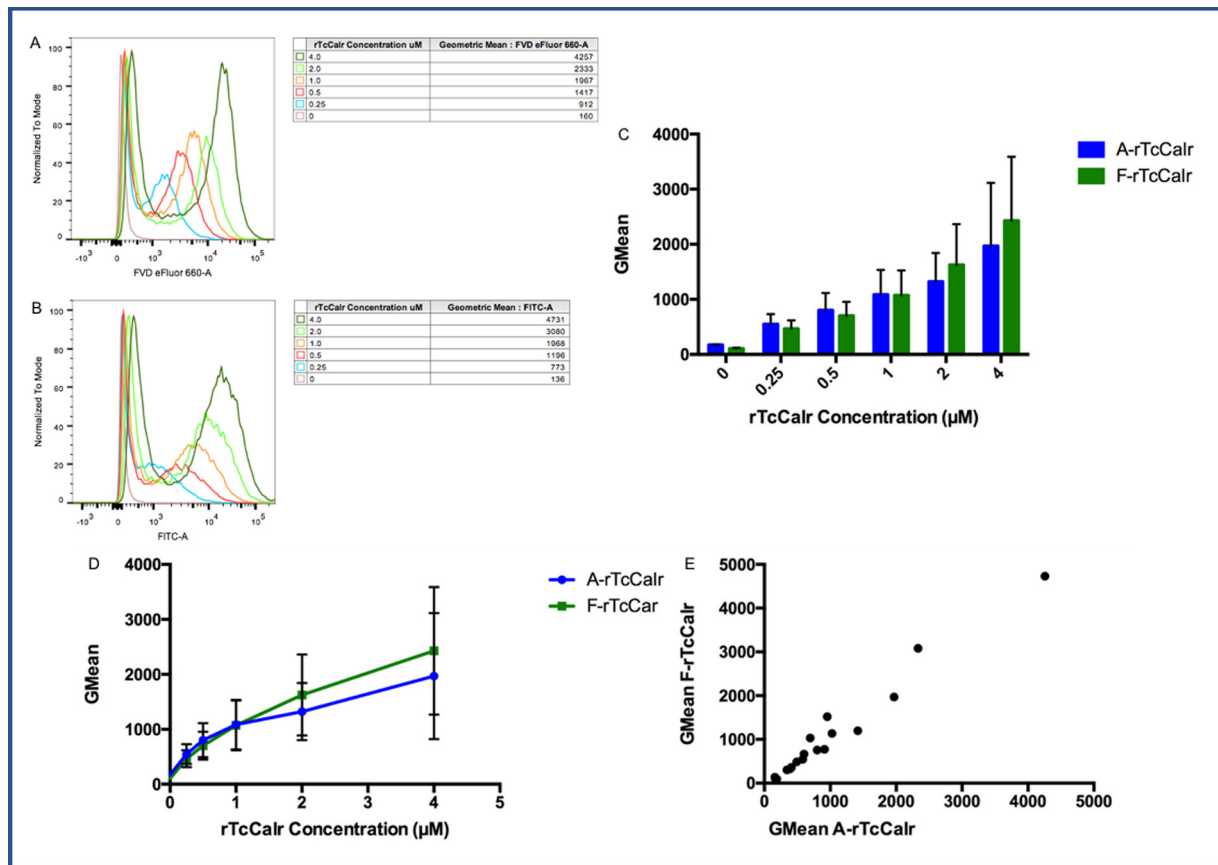 A
100
80
60
40
20
0
Normalized To Mode
-10³ 0 10³ 10⁴ 10⁵
FVD eFluor 660-A
rTcCalr Concentration uM Geometric Mean : FVD eFluor 660-A
4.0 4257
2.0 2333
1.0 1967
0.5 1417
0.25 912
0 160
B
100
80
60
40
20
0
Normalized To Mode
-10³ 0 10³ 10⁴ 10⁵
FITC-A
rTcCalr Concentration uM Geometric Mean : FITC-A
4.0 4731
2.0 3080
1.0 1968
0.5 1196
0.25 773
0 136
C
4000
3000
2000
1000
0
GMean
0 0.25 0.5 1 2 4
rTcCalr Concentration (µM)
A-rTcCalr
F-rTcCalr
D
4000
3000
2000
1000
0
GMean
0 1 2 3 4 5
rTcCalr Concentration (µM)
A-rTcCalr
F-rTcCar
E
5000
4000
3000
2000
1000
0
GMean F-rTcCalr
0 1000 2000 3000 4000 5000
GMean A-rTcCalr